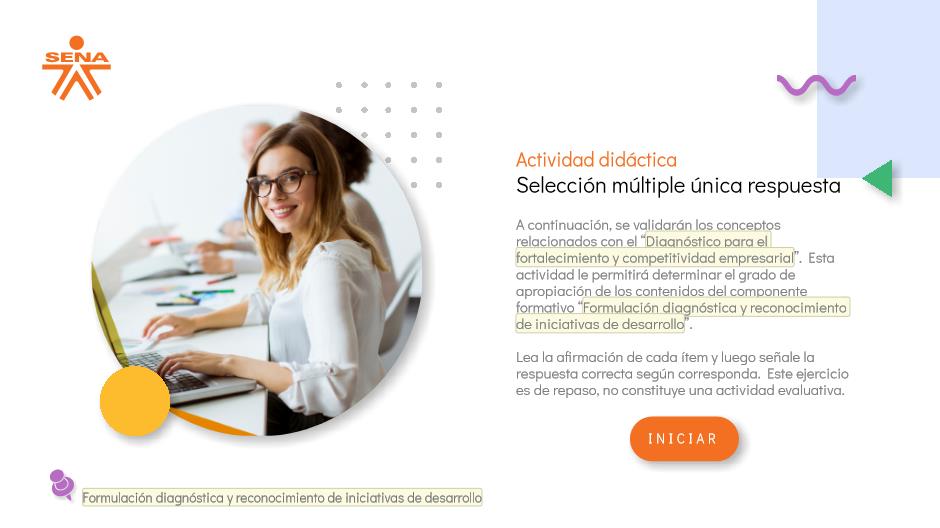 SENA
Actividad didáctica
Selección múltiple única respuesta
A continuación, se validarán los conceptos
relacionados con el “Diagnóstico para el
fortalecimiento y competitividad empresarial”.  Esta
actividad le permitirá determinar el grado de
apropiación de los contenidos del componente
formativo “Formulación diagnóstica y reconocimiento
de iniciativas de desarrollo”.
Lea la afirmación de cada ítem y luego señale la
respuesta correcta según corresponda.  Este ejercicio
es de repaso, no constituye una actividad evaluativa.
INICIAR
Formulación diagnóstica y reconocimiento de iniciativas de desarrollo